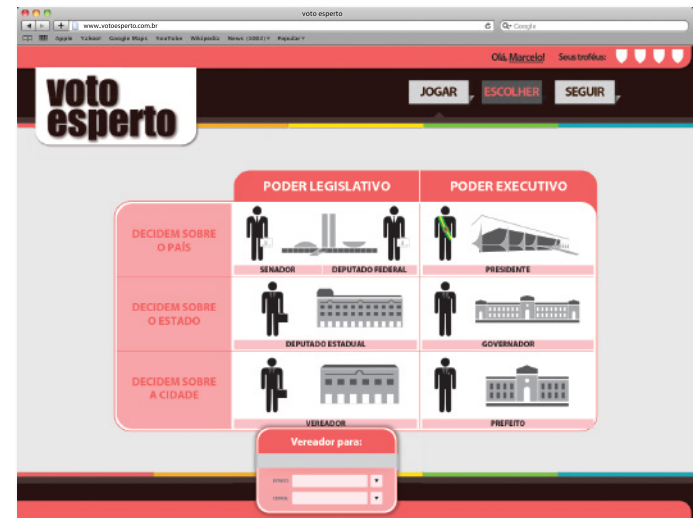 voto esperto
www.votoesperto.com.br
Google
Apple Yahoo! Google Maps YouTube Wikipedia News (1002) Popular
Olá, Marcelo! Seus troféus:
voto
esperto
JOGAR ESCOLHER SEGUIR
PODER LEGISLATIVO PODER EXECUTIVO
DECIDEM SOBRE
O PAÍS
SENADOR DEPUTADO FEDERAL PRESIDENTE
DECIDEM SOBRE
O ESTADO
DEPUTADO ESTADUAL GOVERNADOR
DECIDEM SOBRE
A CIDADE
VEREADOR PREFEITO
Vereador para: